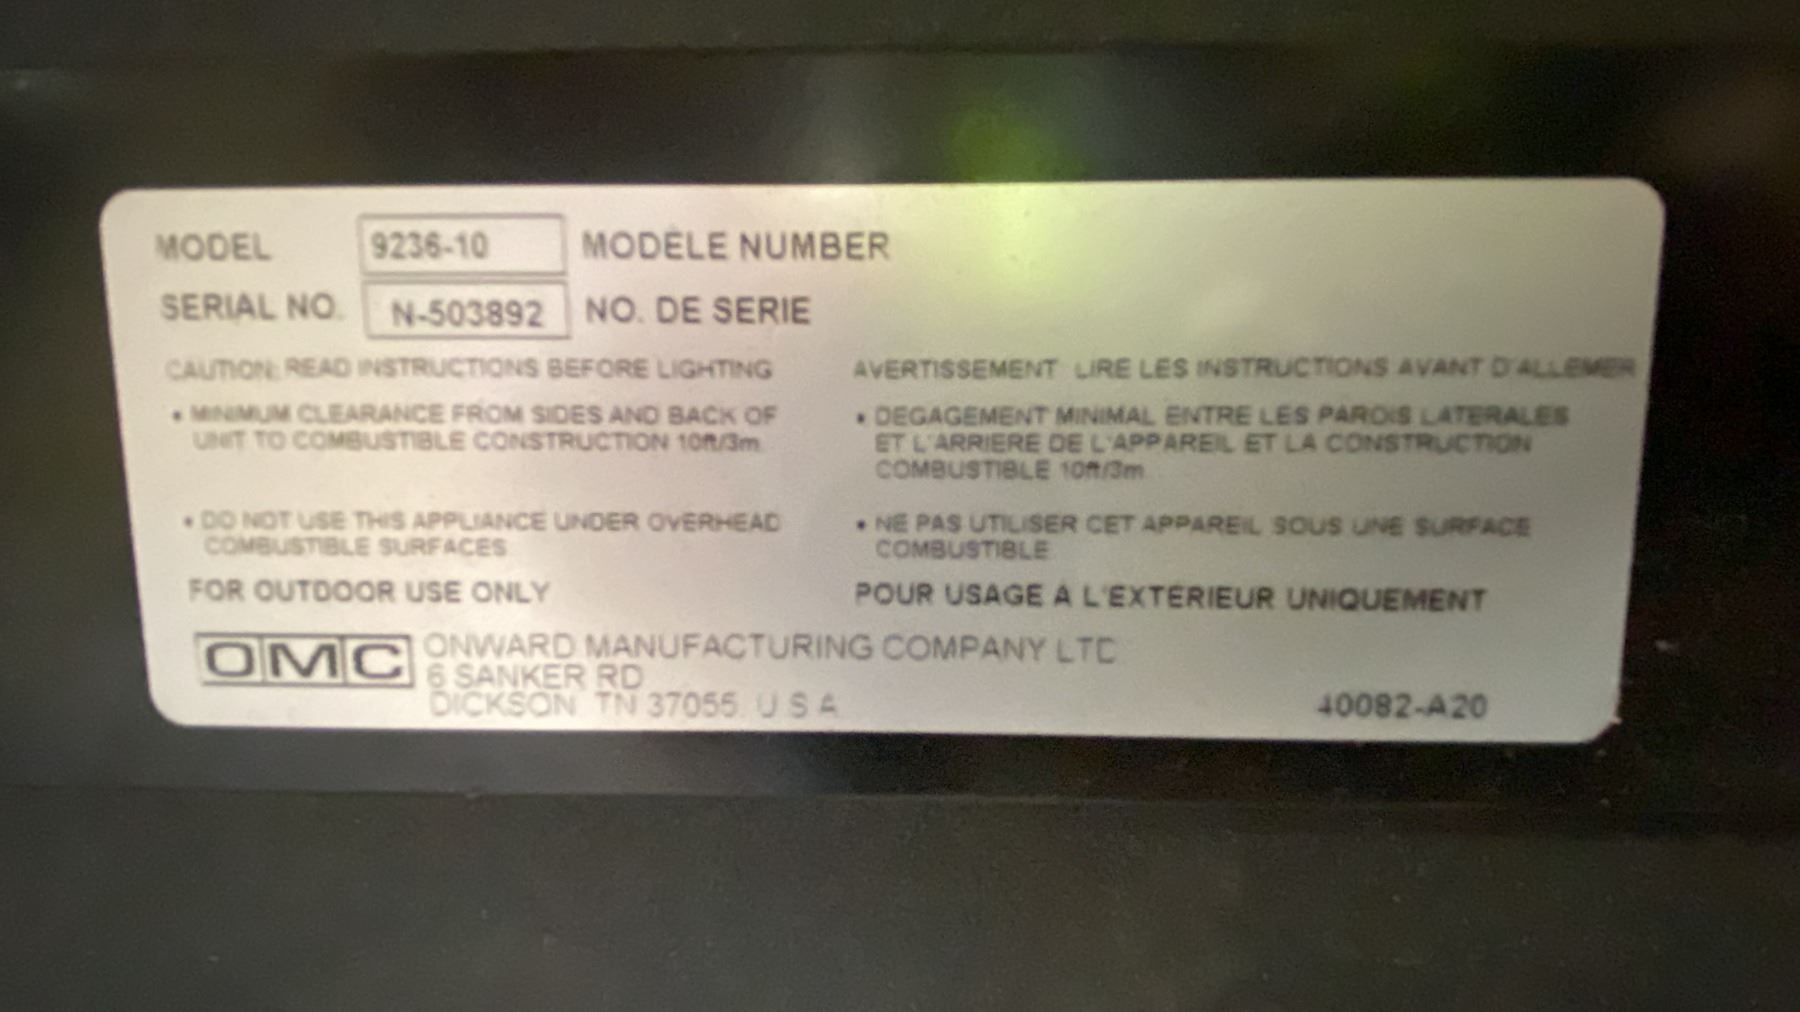 MODEL 9236-10 MODÈLE NUMBER
SERIAL NO. N-503892 NO. DE SERIE
CAUTION: READ INSTRUCTIONS BEFORE LIGHTING
• MINIMUM CLEARANCE FROM SIDES AND BACK OF
UNIT TO COMBUSTIBLE CONSTRUCTION 10ft/3m
• DO NOT USE THIS APPLIANCE UNDER OVERHEAD
COMBUSTIBLE SURFACES
FOR OUTDOOR USE ONLY
AVERTISSEMENT LIRE LES INSTRUCTIONS AVANT D'ALLEMER
• DEGAGEMENT MINIMAL ENTRE LES PAROIS LATERALES
ET L'ARRIERE DE L'APPAREIL ET LA CONSTRUCTION
COMBUSTIBLE 10ft/3m
• NE PAS UTILISER CET APPAREIL SOUS UNE SURFACE
COMBUSTIBLE
POUR USAGE À L'EXTÉRIEUR UNIQUEMENT
OMC ONWARD MANUFACTURING COMPANY LTD
6 SANKER RD
DICKSON TN 37055 U S A
40082-A20